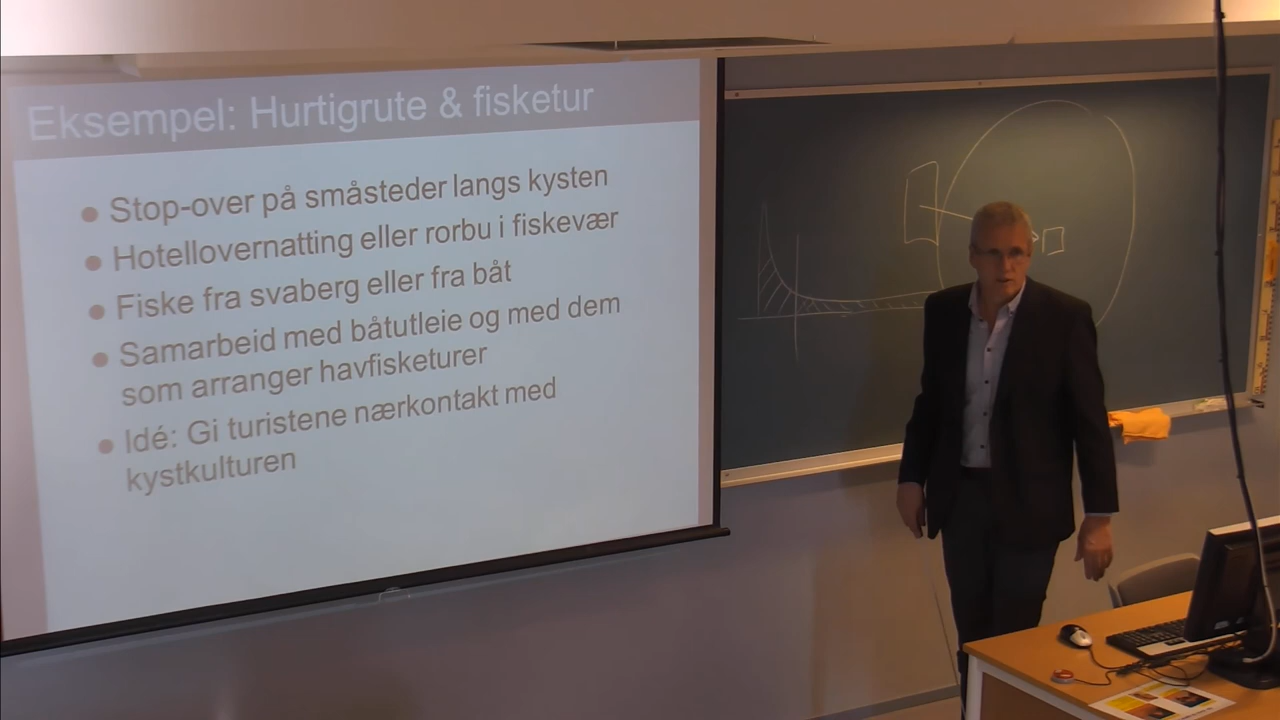 Eksempel: Hurtigrute & fisketur
Stop-over på småsteder langs kysten
Hotellovernatting eller rorbu i fiskevær
Fiske fra svaberg eller fra båt
Samarbeid med båtutleie og med dem
som arranger havfisketurer
Idé: Gi turistene nærkontakt med
kystkulturen